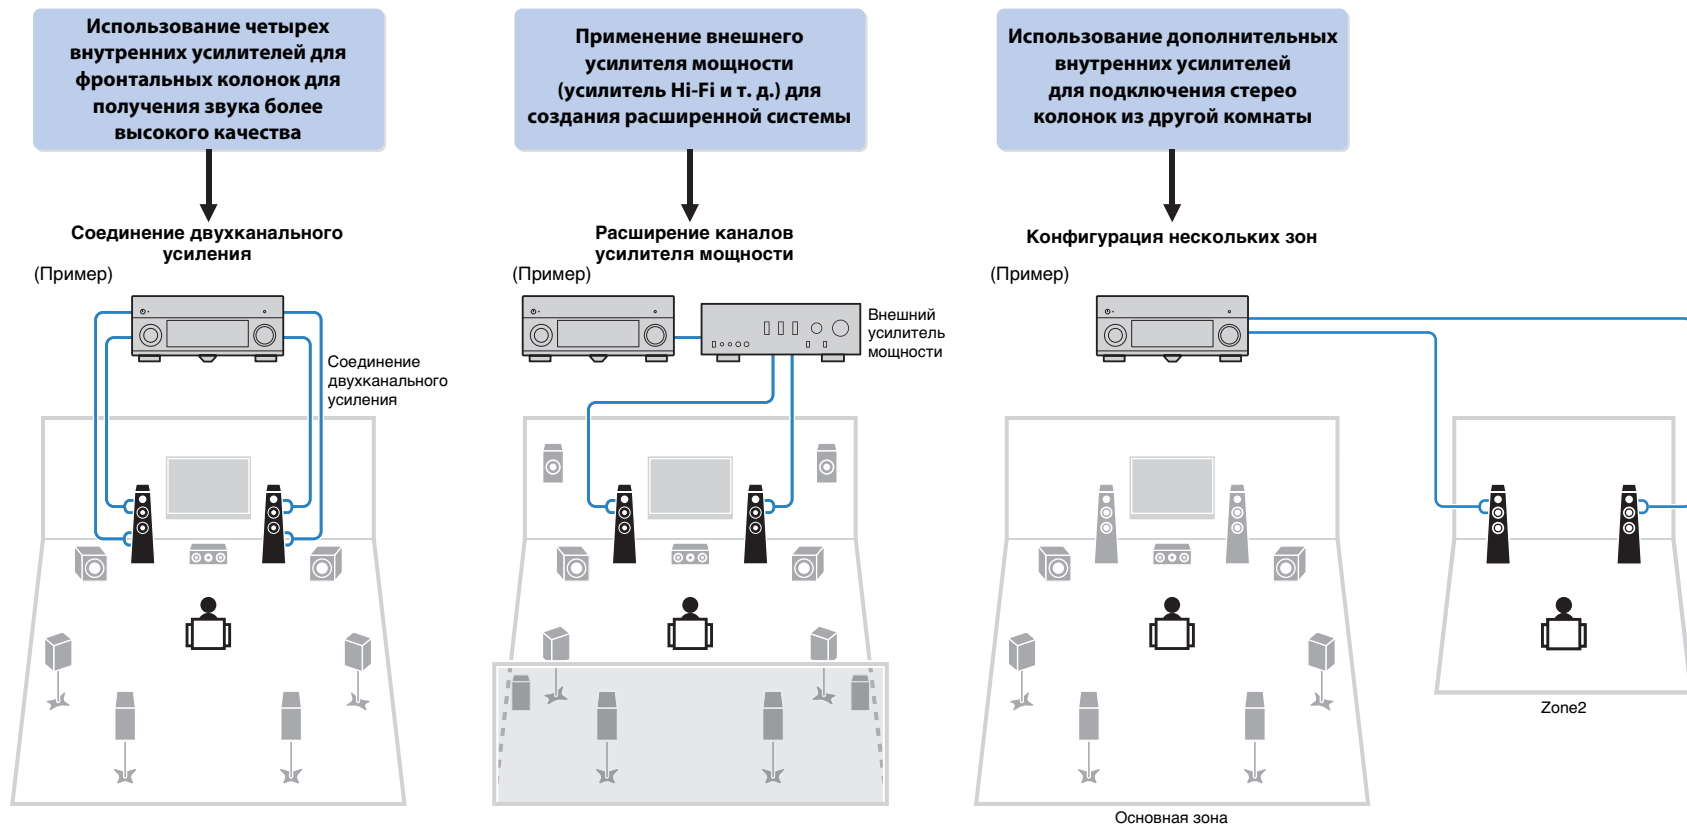 Использование четырех
внутренних усилителей для
фронтальных колонок для
получения звука более
высокого качества
Соединение двухканального
усиления
(Пример)
Соединение
двухканального
усиления
Применение внешнего
усилителя мощности
(усилитель Hi-Fi и т. д.) для
создания расширенной системы
Расширение каналов
усилителя мощности
(Пример)
Внешний
усилитель
мощности
Использование дополнительных
внутренних усилителей
для подключения стерео
колонок из другой комнаты
Конфигурация нескольких зон
(Пример)
Zone2
Основная зона